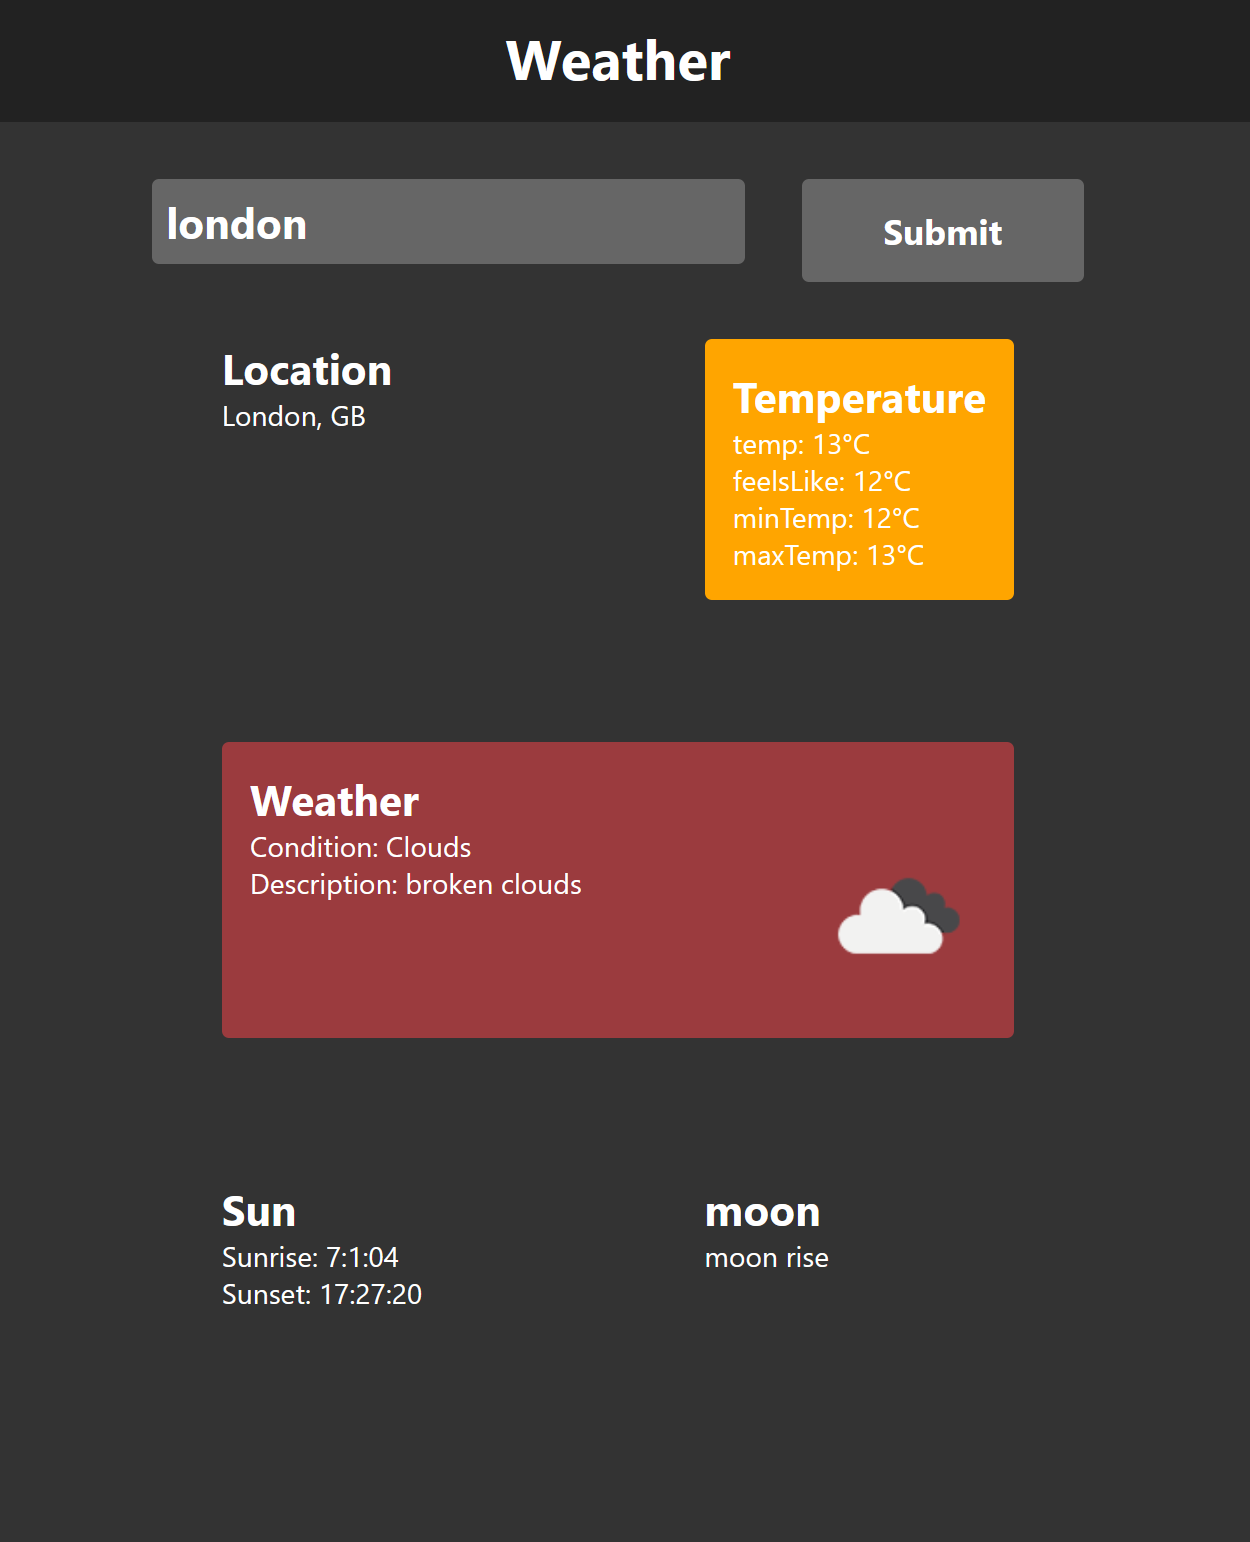 Weather
london
Submit
Location
London, GB
Temperature
temp: 13°C
feelsLike: 12°C
minTemp: 12°C
maxTemp: 13°C
Weather
Condition: Clouds
Description: broken clouds
Sun
Sunrise: 7:1:04
Sunset: 17:27:20
moon
moon rise